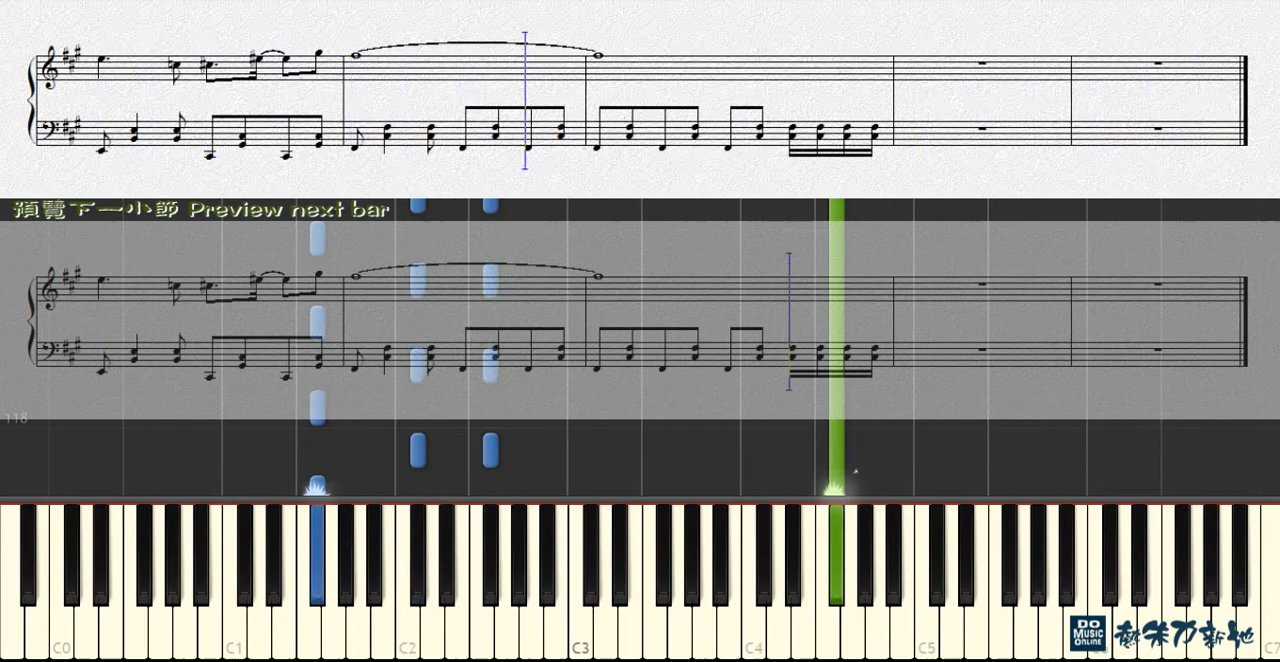 預覽下一小節 Preview next bar
118
C0 C1 C2 C3 C4 C5 C7
DO
MUSIC
ONLINE